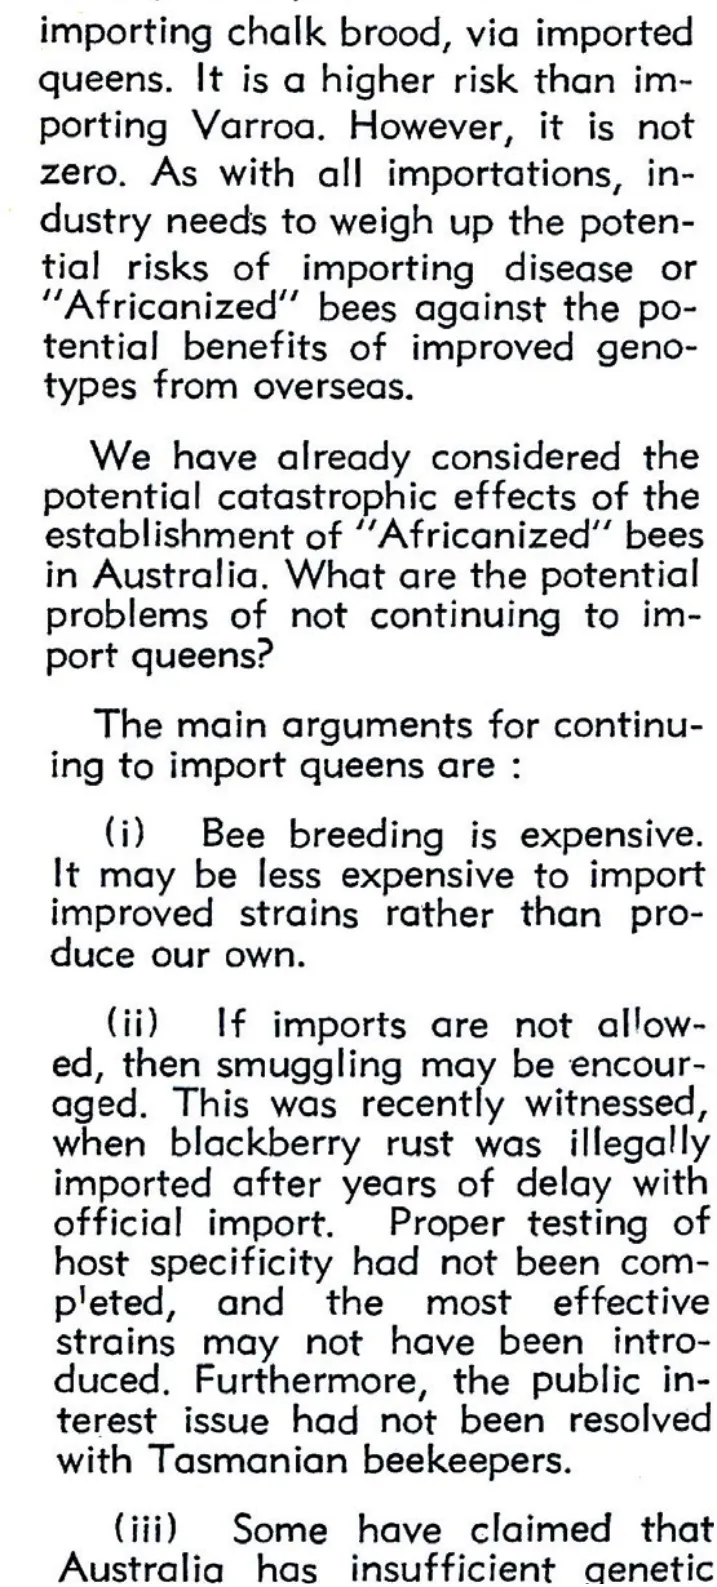 importing chalk brood, via imported
queens. It is a higher risk than im-
porting Varroa. However, it is not
zero. As with all importations, in-
dustry needs to weigh up the poten-
tial risks of importing disease or
"Africanized" bees against the po-
tential benefits of improved geno-
types from overseas.
We have already considered the
potential catastrophic effects of the
establishment of "Africanized" bees
in Australia. What are the potential
problems of not continuing to im-
port queens?
The main arguments for continu-
ing to import queens are :
(i) Bee breeding is expensive.
It may be less expensive to import
improved strains rather than pro-
duce our own.
(ii) If imports are not allow-
ed, then smuggling may be encour-
aged. This was recently witnessed,
when blackberry rust was illegally
imported after years of delay with
official import. Proper testing of
host specificity had not been com-
pleted, and the most effective
strains may not have been intro-
duced. Furthermore, the public in-
terest issue had not been resolved
with Tasmanian beekeepers.
(iii) Some have claimed that
Australia has insufficient genetic